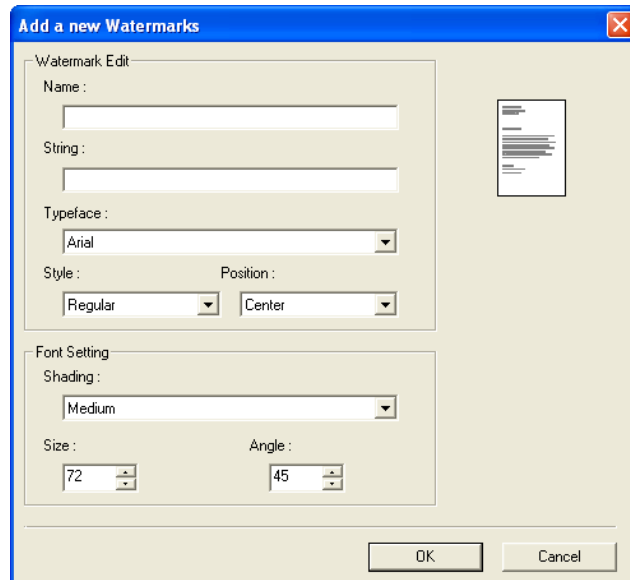 Add a new Watermarks
Watermark Edit
Name :
String :
Typeface :
Arial
Style :
Position :
Regular
Center
Font Setting
Shading :
Medium
Size :
Angle :
72
45
OK
Cancel